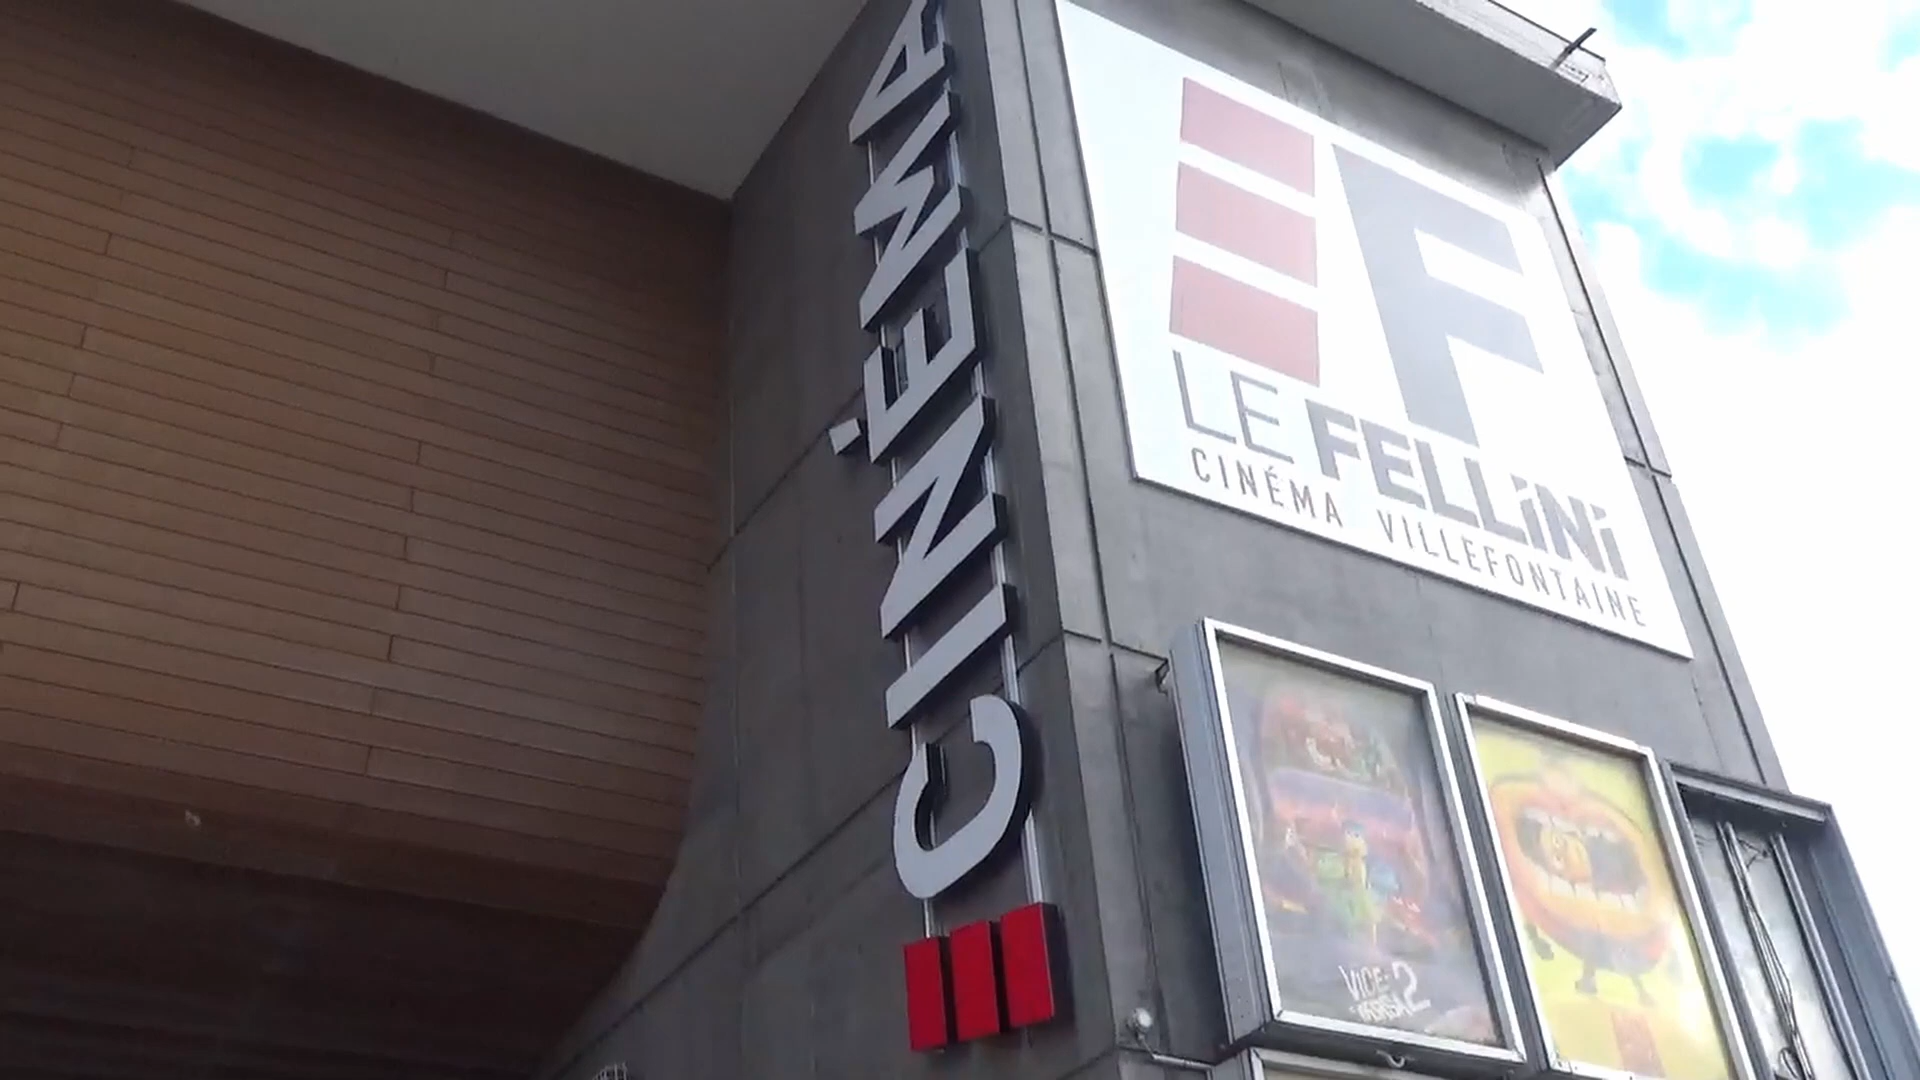 CINÉMA
F
LE FELLiNi
CINÉMA VILLEFONTAINE
VICE-
VERSA 2